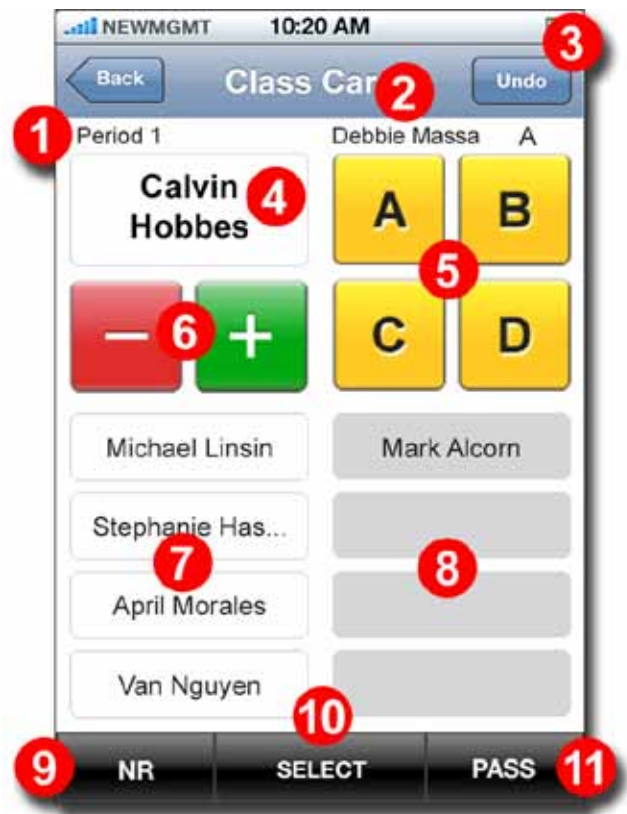 NEWMGMT 10:20 AM
3
Back Class Car Undo
2
1 Period 1 Debbie Massa A
Calvin 4
Hobbes
A B
5
6
− +
C D
Michael Linsin Mark Alcorn
Stephanie Has...
7 8
April Morales
Van Nguyen
10
9 NR SELECT PASS 11